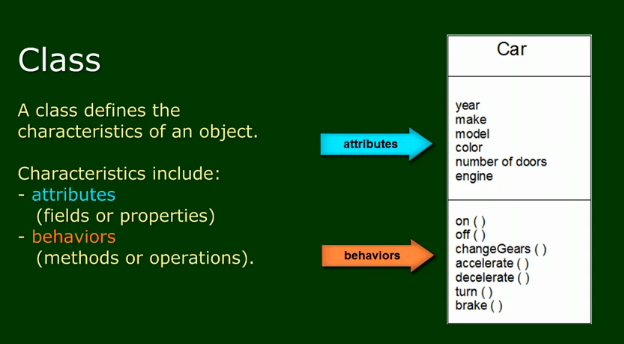 Class
A class defines the
characteristics of an object.
Characteristics include:
- attributes
(fields or properties)
- behaviors
(methods or operations).
attributes
behaviors
Car
year
make
model
color
number of doors
engine
on ( )
off ( )
changeGears ( )
accelerate ( )
decelerate ( )
turn ( )
brake ( )